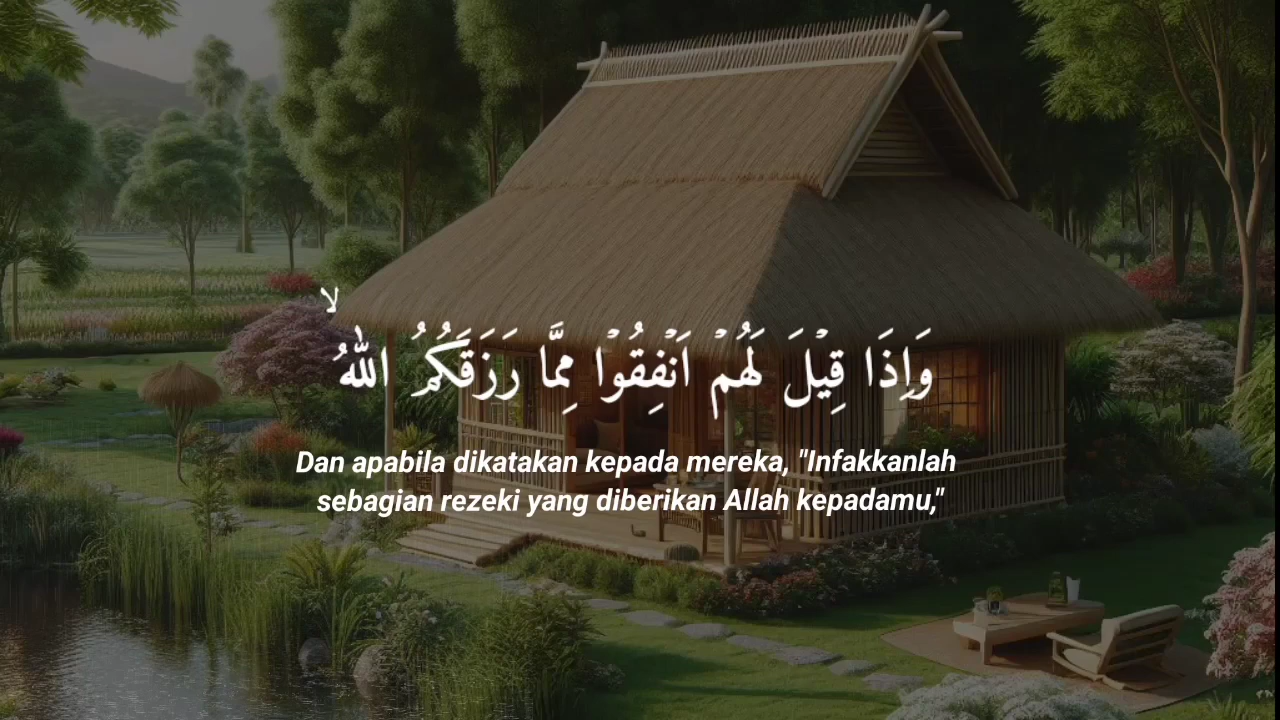 وَاِذَا قِيْلَ لَهُمْ اَنْفِقُوْا مِمَّا رَزَقَكُمُ اللّٰهُ ۙ
Dan apabila dikatakan kepada mereka, "Infakkanlah
sebagian rezeki yang diberikan Allah kepadamu,"